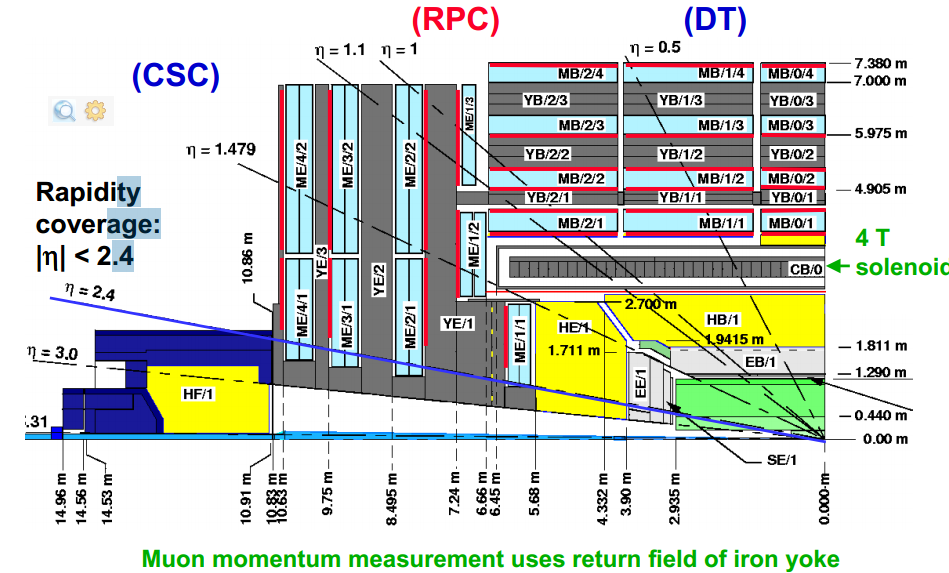 (RPC)
(DT)
(CSC)
η = 1.1
η = 1
η = 0.5
η = 1.479
Rapidity
coverage:
|η| < 2.4
η = 2.4
η = 3.0
MB/2/4
MB/1/4
MB/0/4
YB/2/3
YB/1/3
YB/0/3
MB/2/3
MB/1/3
MB/0/3
YB/2/2
YB/1/2
YB/0/2
MB/2/2
MB/1/2
MB/0/2
YB/2/1
YB/1/1
YB/0/1
MB/2/1
MB/1/1
MB/0/1
7.380 m
7.000 m
5.975 m
4.905 m
4 T
solenoid
CB/0
ME/4/2
ME/3/2
ME/2/2
ME/1/3
ME/1/2
YE/3
YE/2
YE/1
ME/4/1
ME/3/1
ME/2/1
ME/1/1
10.86 m
2.700 m
HE/1
HB/1
1.711 m
1.9415 m
EB/1
EE/1
1.811 m
1.290 m
0.440 m
0.00 m
HF/1
SE/1
.31
14.96 m
14.56 m
14.53 m
10.91 m
10.83 m
10.63 m
9.75 m
8.495 m
7.24 m
6.66 m
6.45 m
5.68 m
4.332 m
3.90 m
2.935 m
0.000 m
Muon momentum measurement uses return field of iron yoke